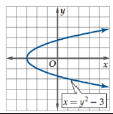 y
O
x
x = y² − 3